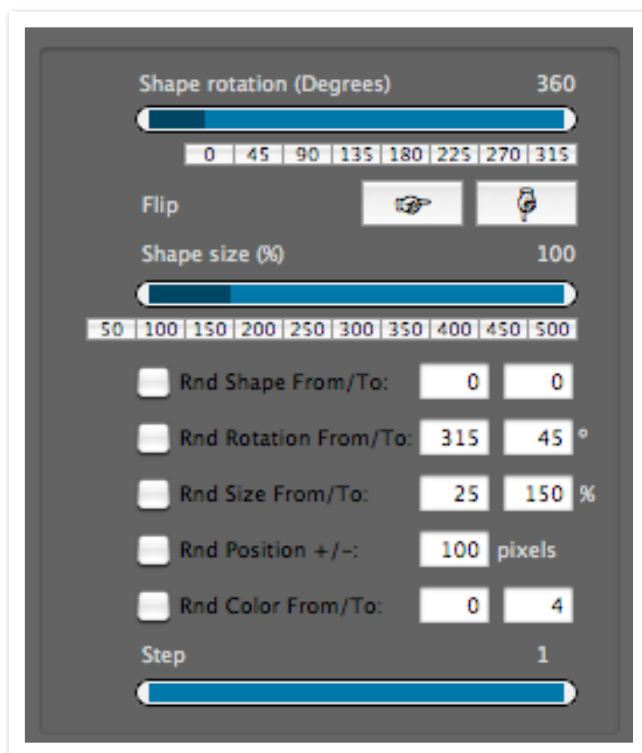 Shape rotation (Degrees) 360
0 45 90 135 180 225 270 315
Flip
Shape size (%) 100
50 100 150 200 250 300 350 400 450 500
Rnd Shape From/To: 0 0
Rnd Rotation From/To: 315 45 °
Rnd Size From/To: 25 150 %
Rnd Position +/-: 100 pixels
Rnd Color From/To: 0 4
Step 1